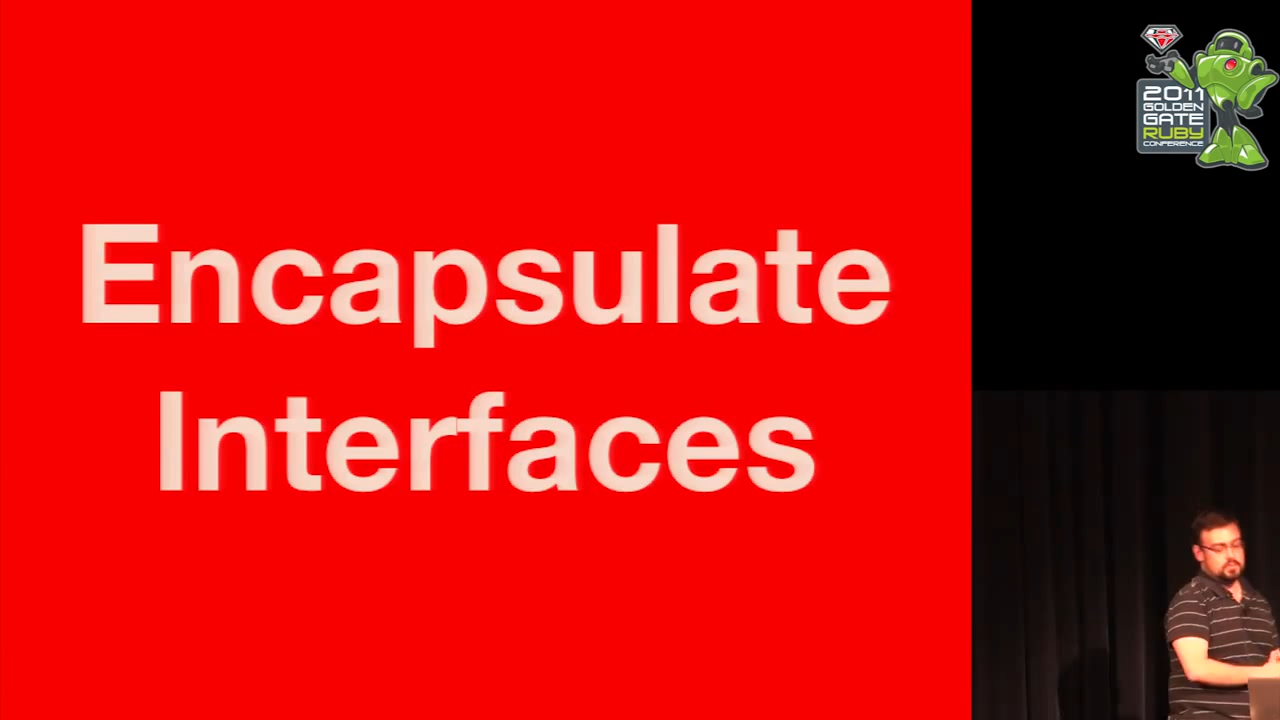 Encapsulate
Interfaces
2011
GOLDEN
GATE
RUBY
CONFERENCE